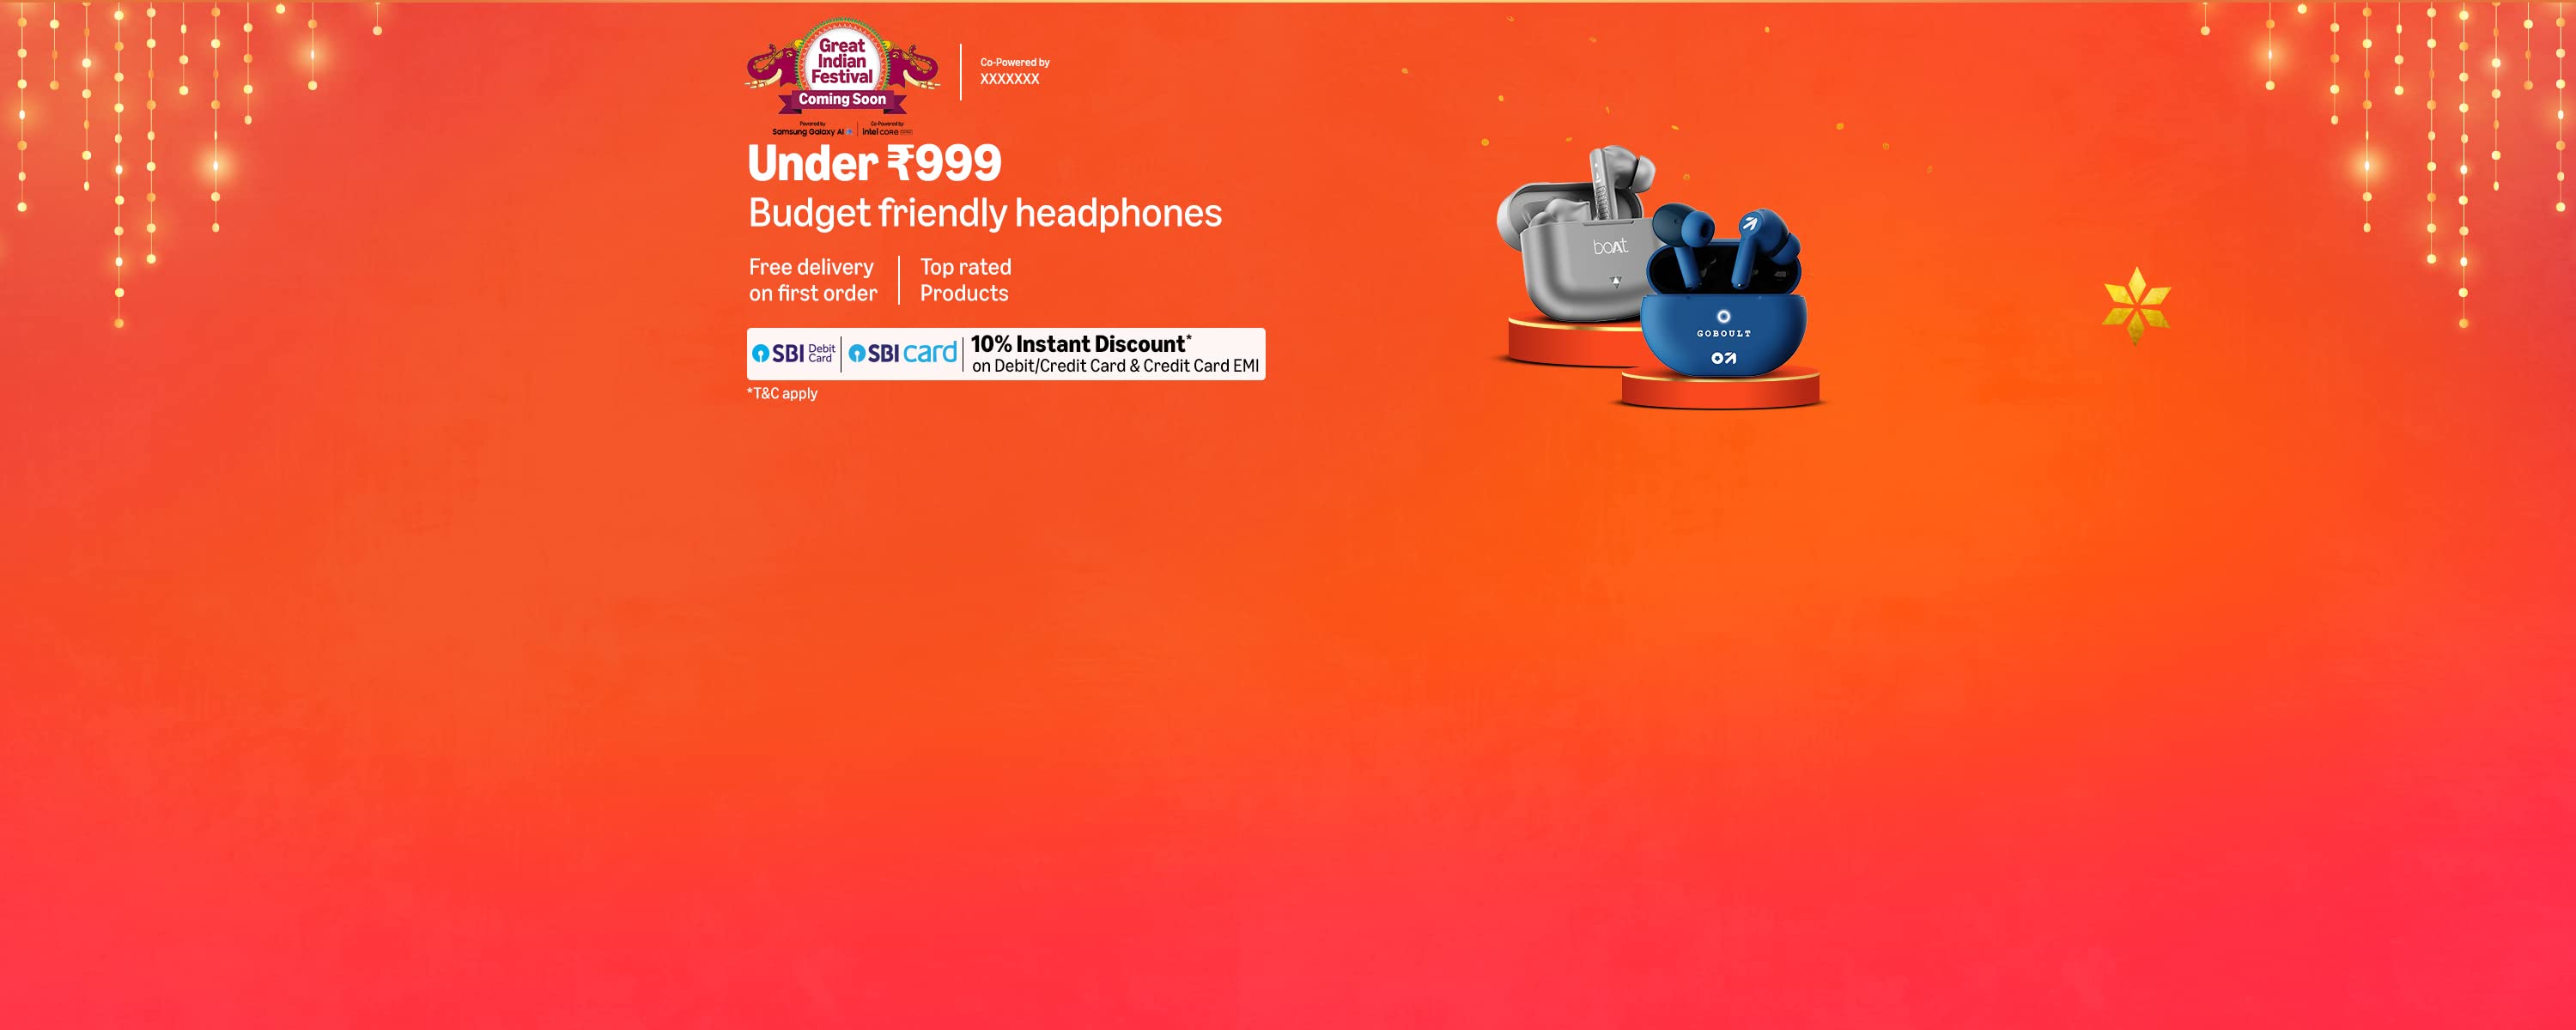 Great
Indian
Festival
Coming Soon
Co-Powered by
XXXXXXX
Powered by
Samsung Galaxy AI
Co-Powered by
intel core
Under ₹999
Budget friendly headphones
Free delivery
on first order
Top rated
Products
SBI Debit Card
SBI card
10% Instant Discount*
on Debit/Credit Card & Credit Card EMI
*T&C apply
boAt
GOBOULT